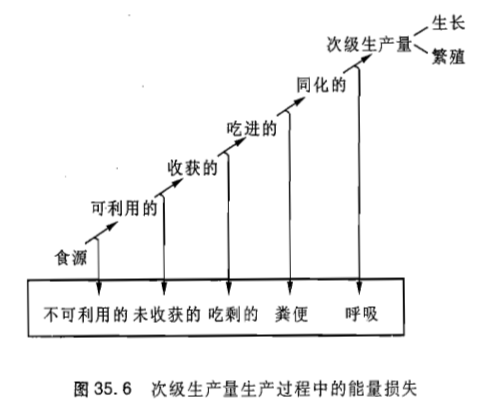 生长
次级生产量
繁殖
同化的
吃进的
收获的
可利用的
食源
不可利用的 未收获的 吃剩的 粪便 呼吸
图 35.6 次级生产量生产过程中的能量损失